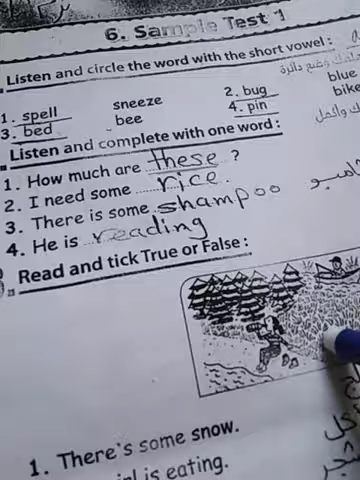 6. Sample Test 1
Listen and circle the word with the short vowel :
1. spell sneeze 2. bug blue
3. bed bee 4. pin bike
Listen and complete with one word :
1. How much are these ?
2. I need some rice.
3. There is some shampoo
4. He is reading
Read and tick True or False :
1. There's some snow.
is eating.